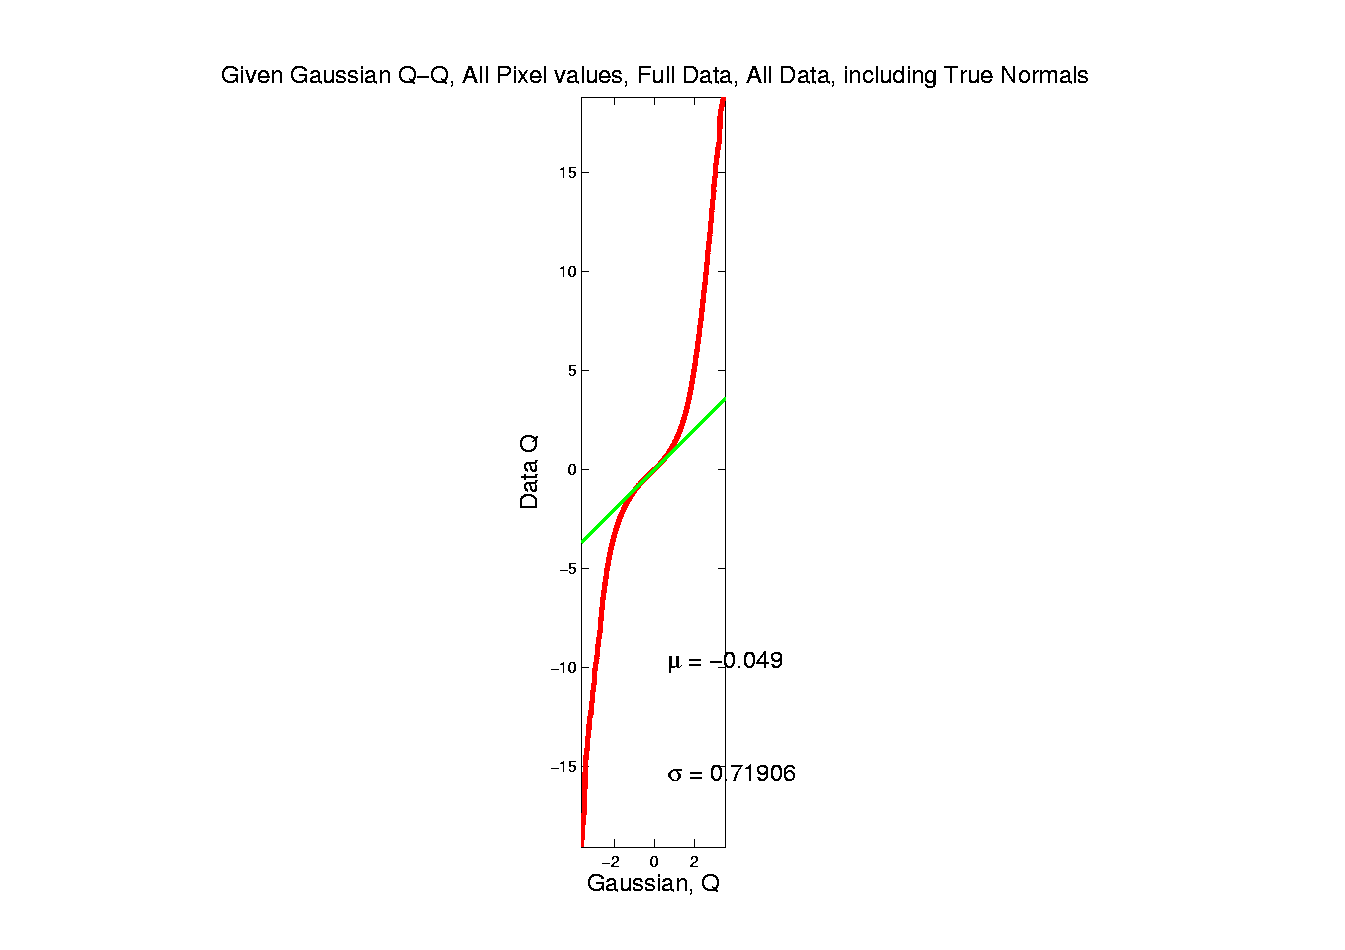 Given Gaussian Q−Q, All Pixel values, Full Data, All Data, including True Normals
15
10
5
0
−5
−10
−15
Data Q
μ = −0.049
σ = 0.71906
−2 0 2
Gaussian, Q